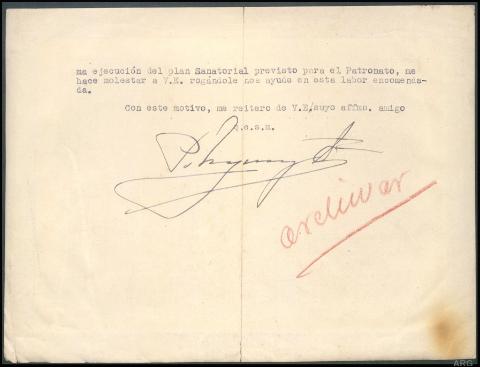 ma ejecución del plan Sanatorial previsto para el Patronato, me
hace molestar a V.E. rogándole nos ayude en esta labor encomenda-
da.
Con este motivo, me reitero de V.E/suyo affmo. amigo
q.e.s.m.
archivar
ARG